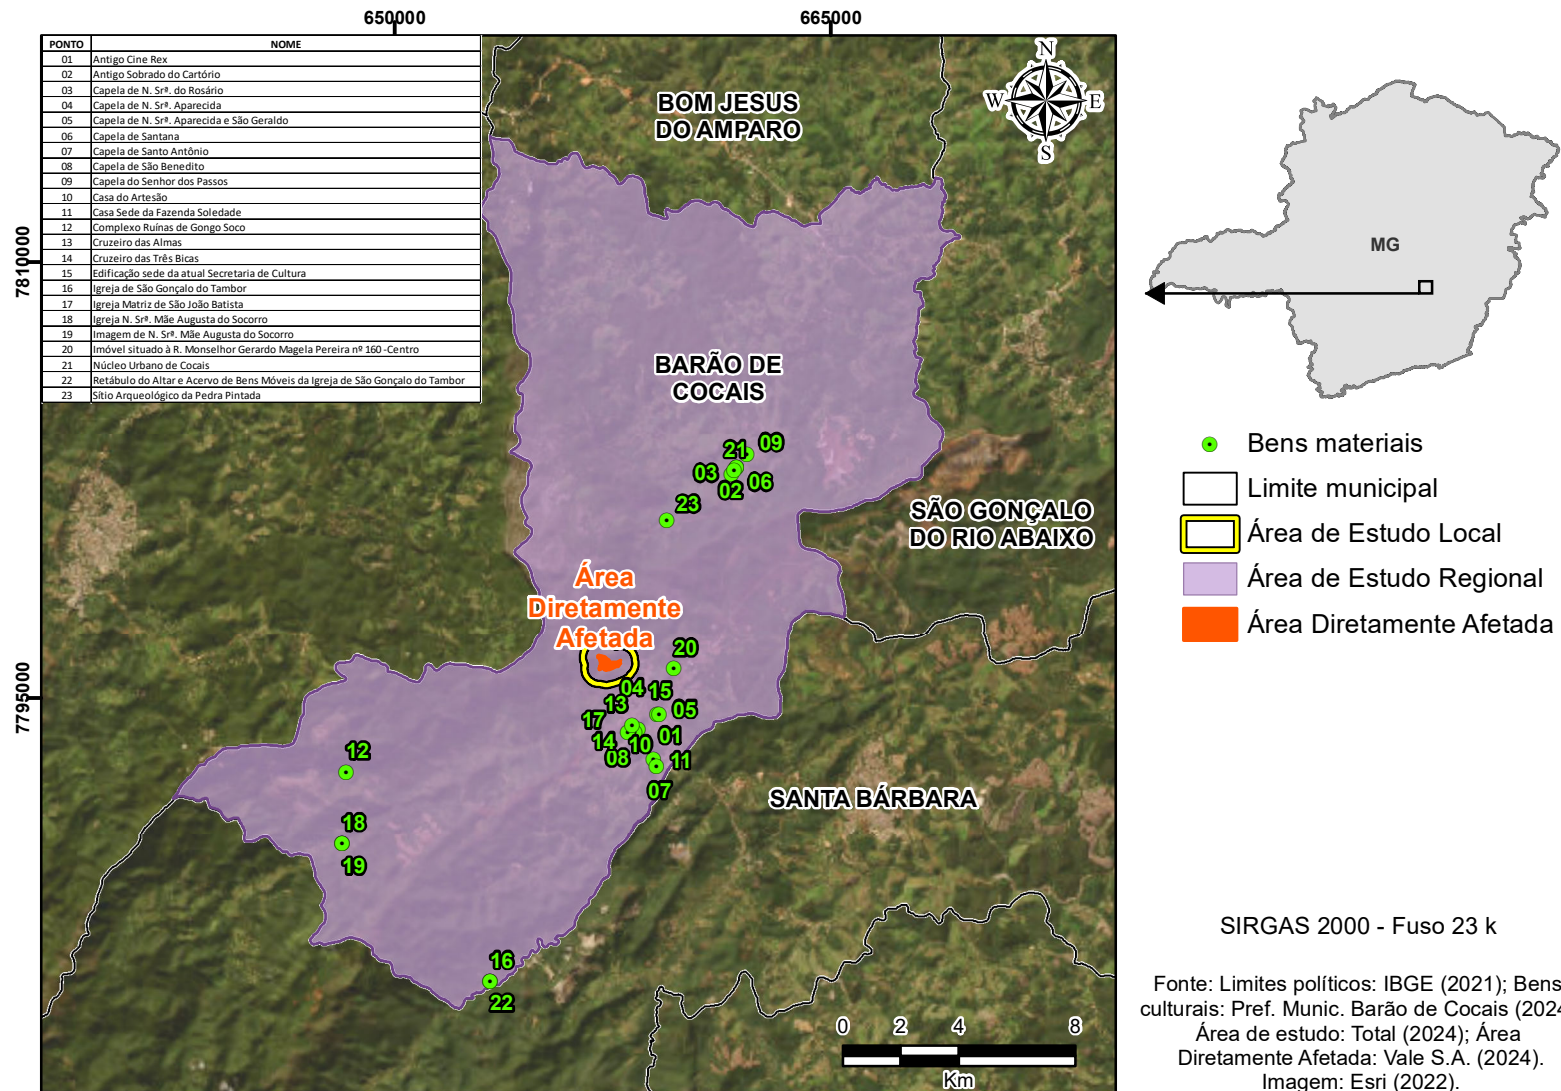 650000
665000
7810000
7795000
PONTO NOME
01 Antigo Cine Rex
02 Antigo Sobrado do Cartório
03 Capela de N. Srª. do Rosário
04 Capela de N. Srª. Aparecida
05 Capela de N. Srª. Aparecida e São Geraldo
06 Capela de Santana
07 Capela de Santo Antônio
08 Capela de São Benedito
09 Capela do Senhor dos Passos
10 Casa do Artesão
11 Casa Sede da Fazenda Soledade
12 Complexo Ruínas de Gongo Soco
13 Cruzeiro das Almas
14 Cruzeiro das Três Bicas
15 Edificação sede da atual Secretaria de Cultura
16 Igreja de São Gonçalo do Tambor
17 Igreja Matriz de São João Batista
18 Igreja N. Srª. Mãe Augusta do Socorro
19 Imagem de N. Srª. Mãe Augusta do Socorro
20 Imóvel situado à R. Monselhor Gerardo Magela Pereira nº 160 -Centro
21 Núcleo Urbano de Cocais
22 Retábulo do Altar e Acervo de Bens Móveis da Igreja de São Gonçalo do Tambor
23 Sítio Arqueológico da Pedra Pintada
N
W E
S
BOM JESUS
DO AMPARO
BARÃO DE
COCAIS
21 09
03
02 06
23
SÃO GONÇALO
DO RIO ABAIXO
Área
Diretamente
Afetada
20
04 15
13 05
17
14 10 01
08 11
07
12
18
19
SANTA BÁRBARA
16
22
0 2 4 8
Km
MG
Bens materiais
Limite municipal
Área de Estudo Local
Área de Estudo Regional
Área Diretamente Afetada
SIRGAS 2000 - Fuso 23 k
Fonte: Limites políticos: IBGE (2021); Bens
culturais: Pref. Munic. Barão de Cocais (2024
Área de estudo: Total (2024); Área
Diretamente Afetada: Vale S.A. (2024).
Imagem: Esri (2022).